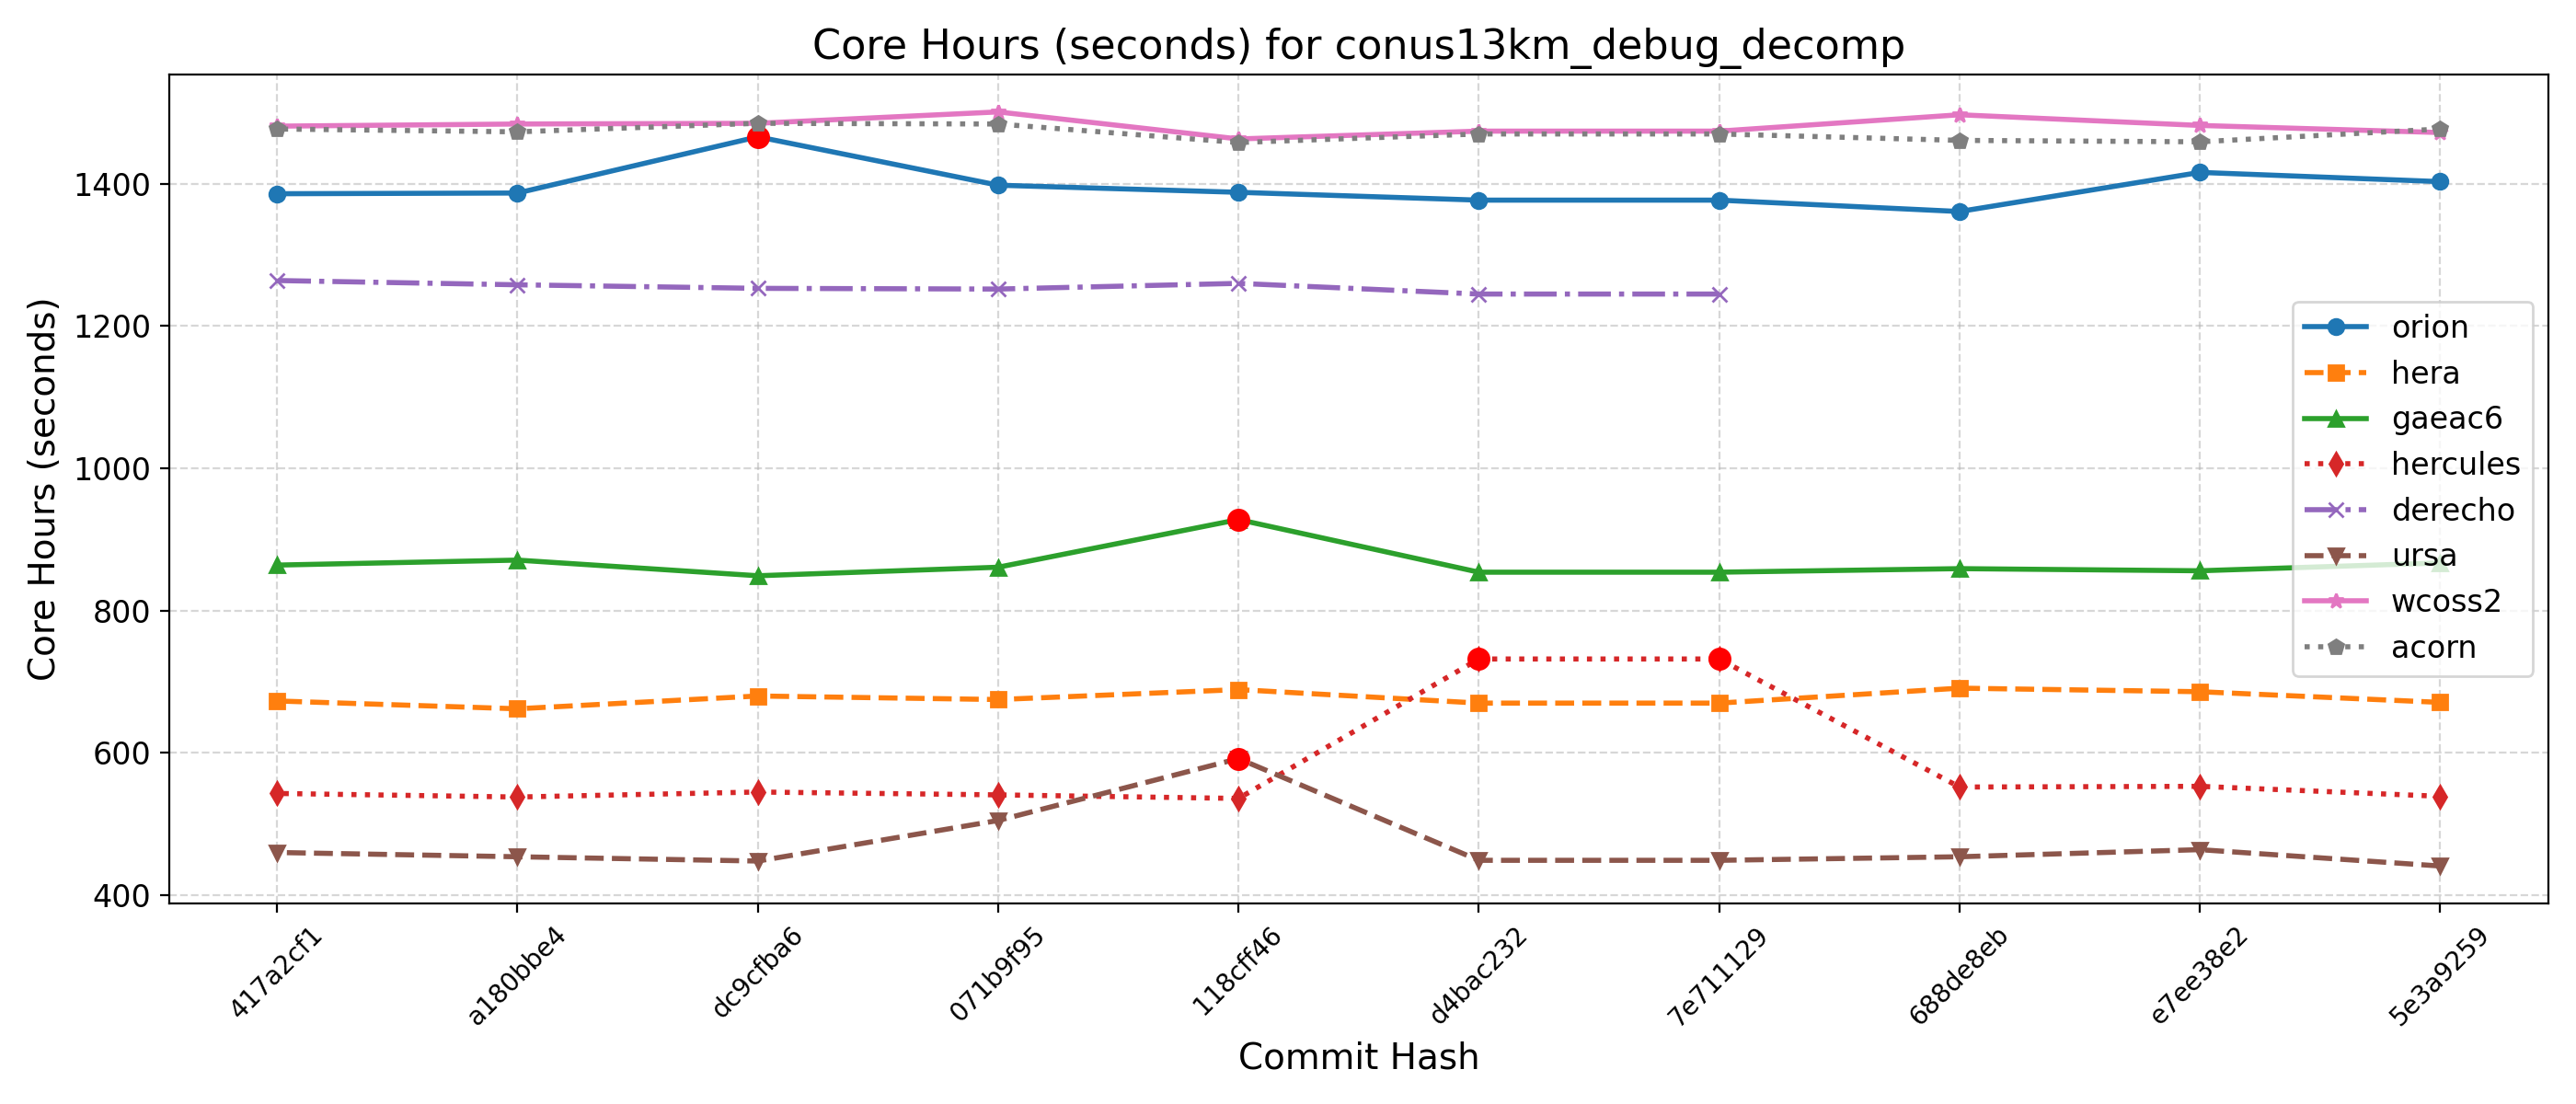 Core Hours (seconds) for conus13km_debug_decomp
Core Hours (seconds)
1400
1200
1000
800
600
400
orion
hera
gaeac6
hercules
derecho
ursa
wcoss2
acorn
417a2cf1
a180bbe4
dc9cfba6
071b9f95
118cff46
d4bac232
7e711129
688de8eb
e7ee38e2
5e3a9259
Commit Hash